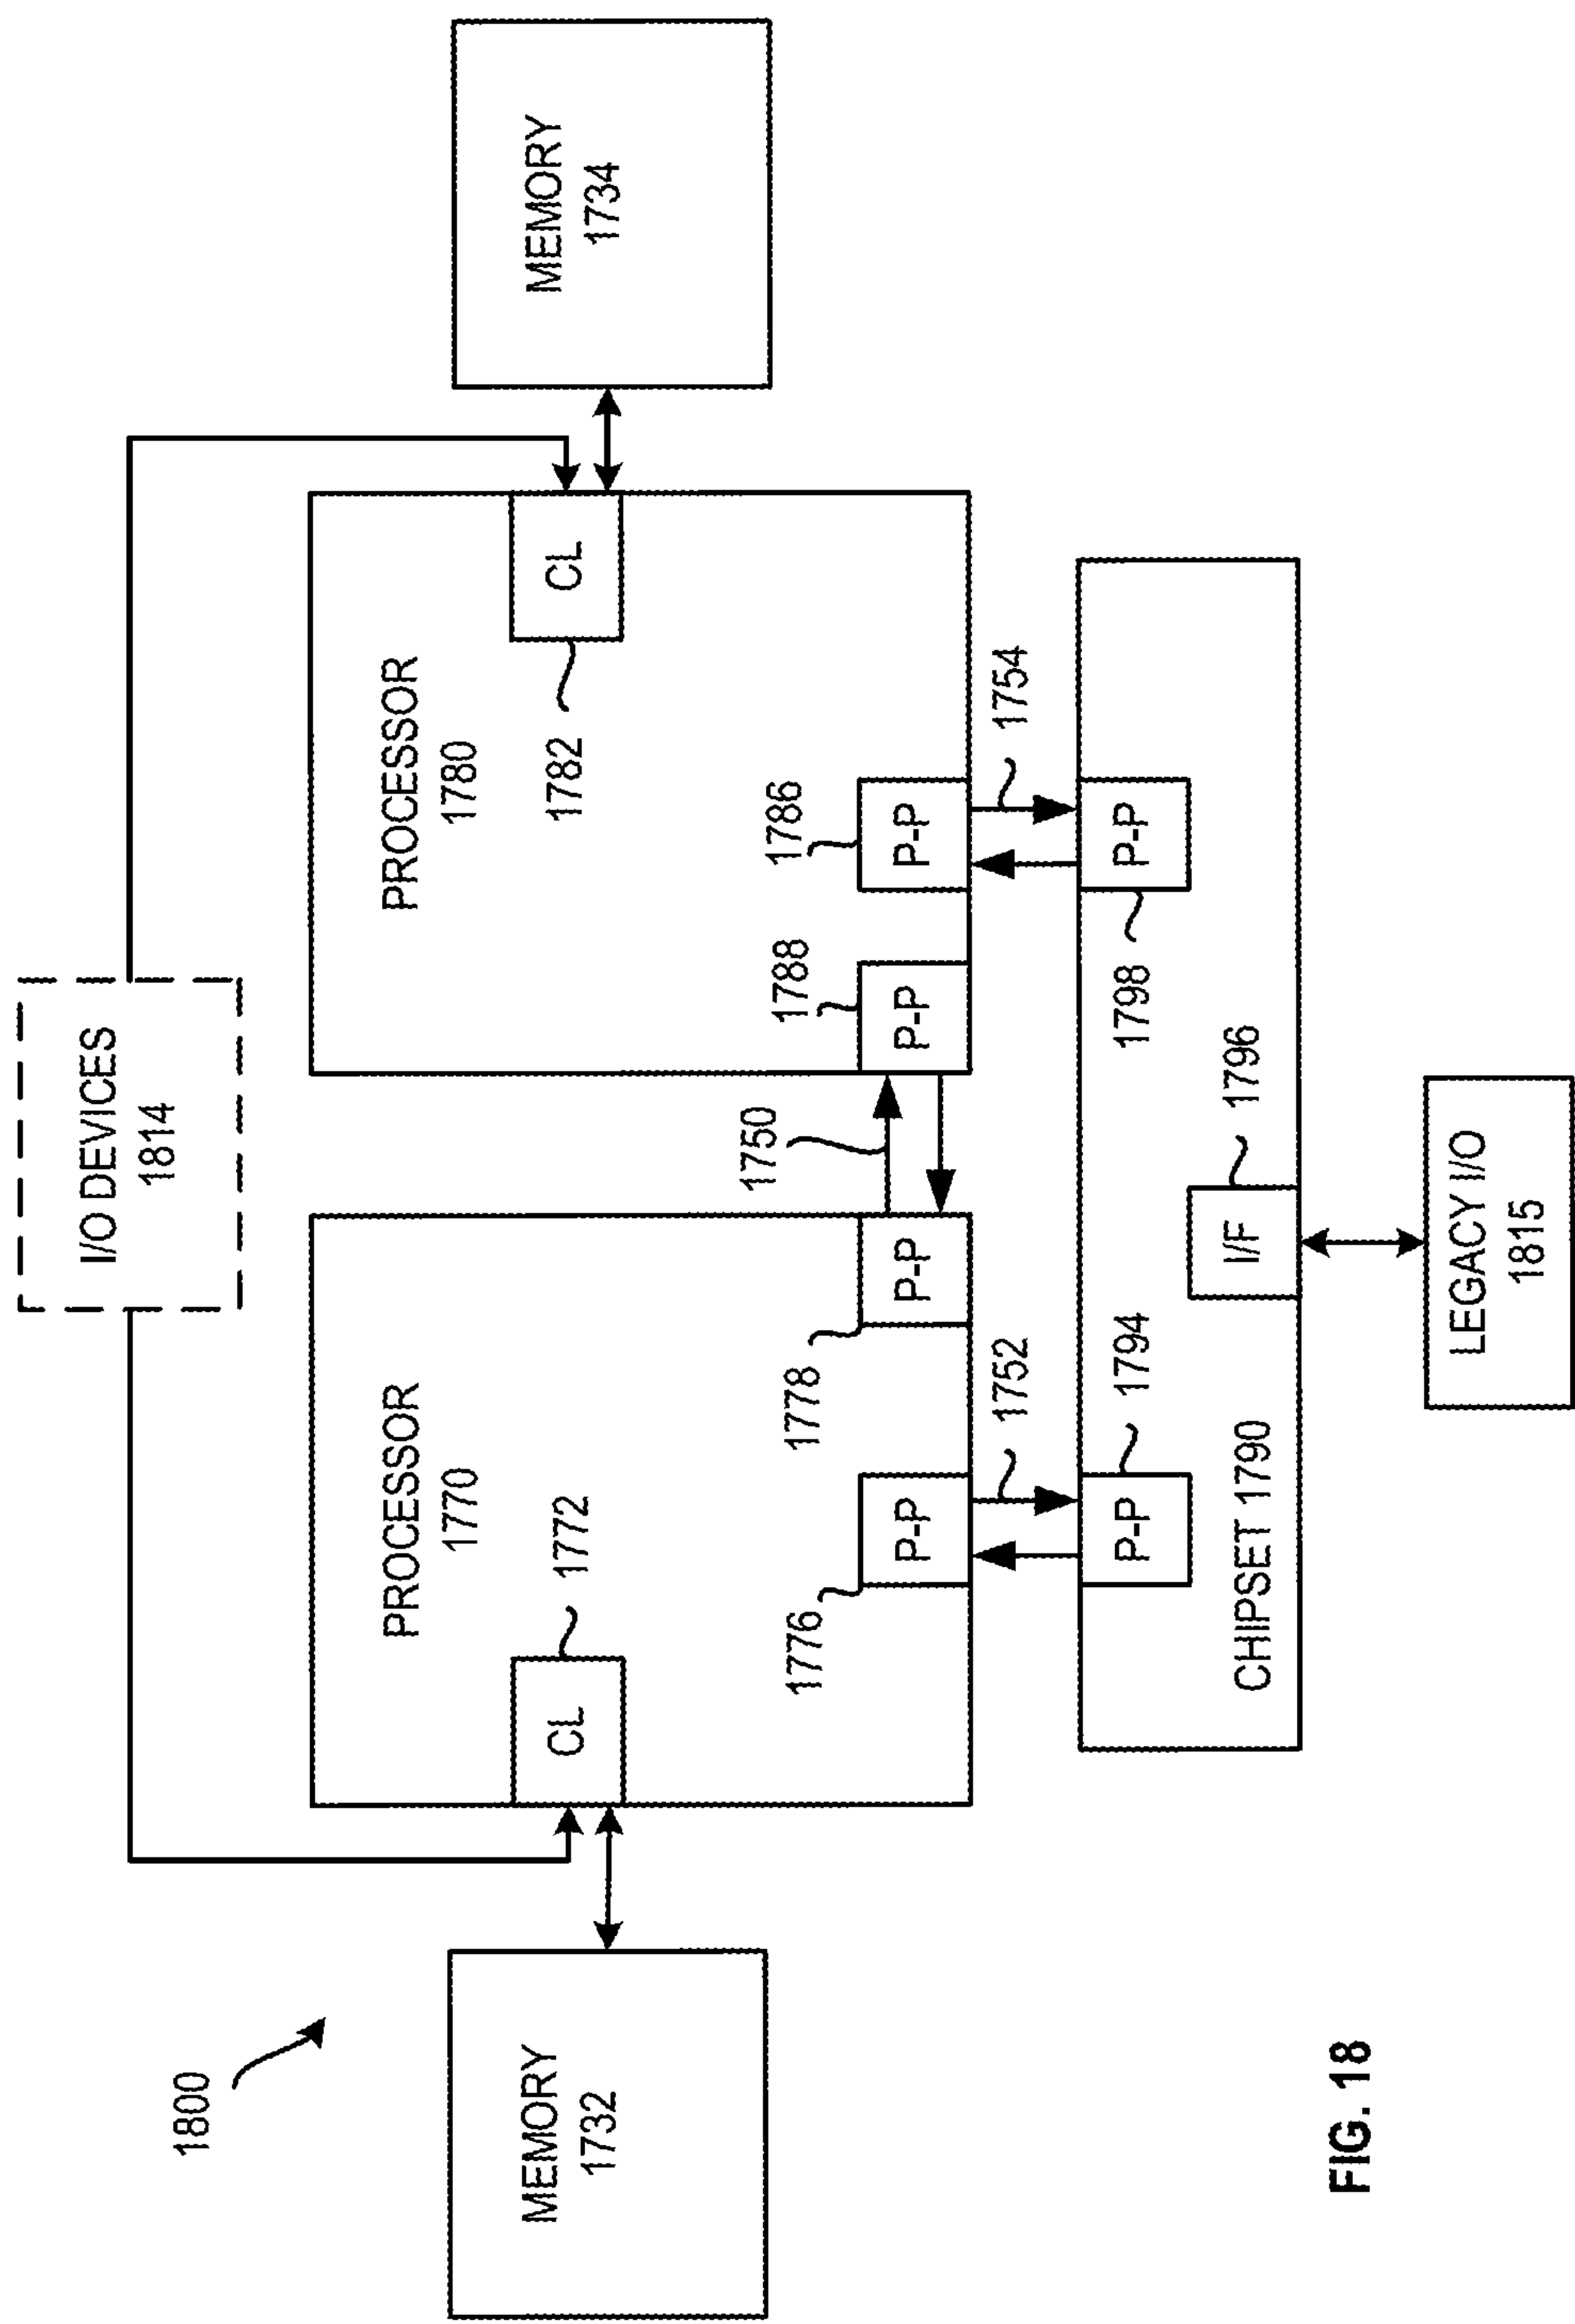 1800
I/O DEVICES
1814
PROCESSOR
1770
PROCESSOR
1780
MEMORY
1732
CL
1772
CL
1782
MEMORY
1734
1776
P-P
1778
P-P
1750
1788
P-P
1786
P-P
1752
1754
P-P
1794
P-P
1798
CHIPSET 1790
I/F
1796
LEGACY I/O
1815
FIG. 18